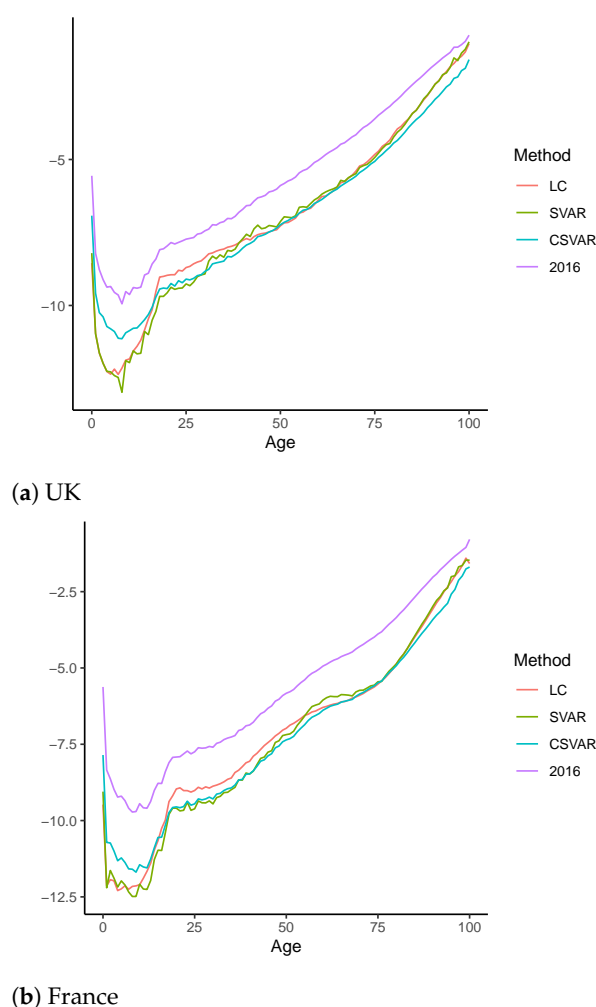 −5
−10
0 25 50 75 100
Age
Method
LC
SVAR
CSVAR
2016
(a) UK
−2.5
−5.0
−7.5
−10.0
−12.5
0 25 50 75 100
Age
Method
LC
SVAR
CSVAR
2016
(b) France